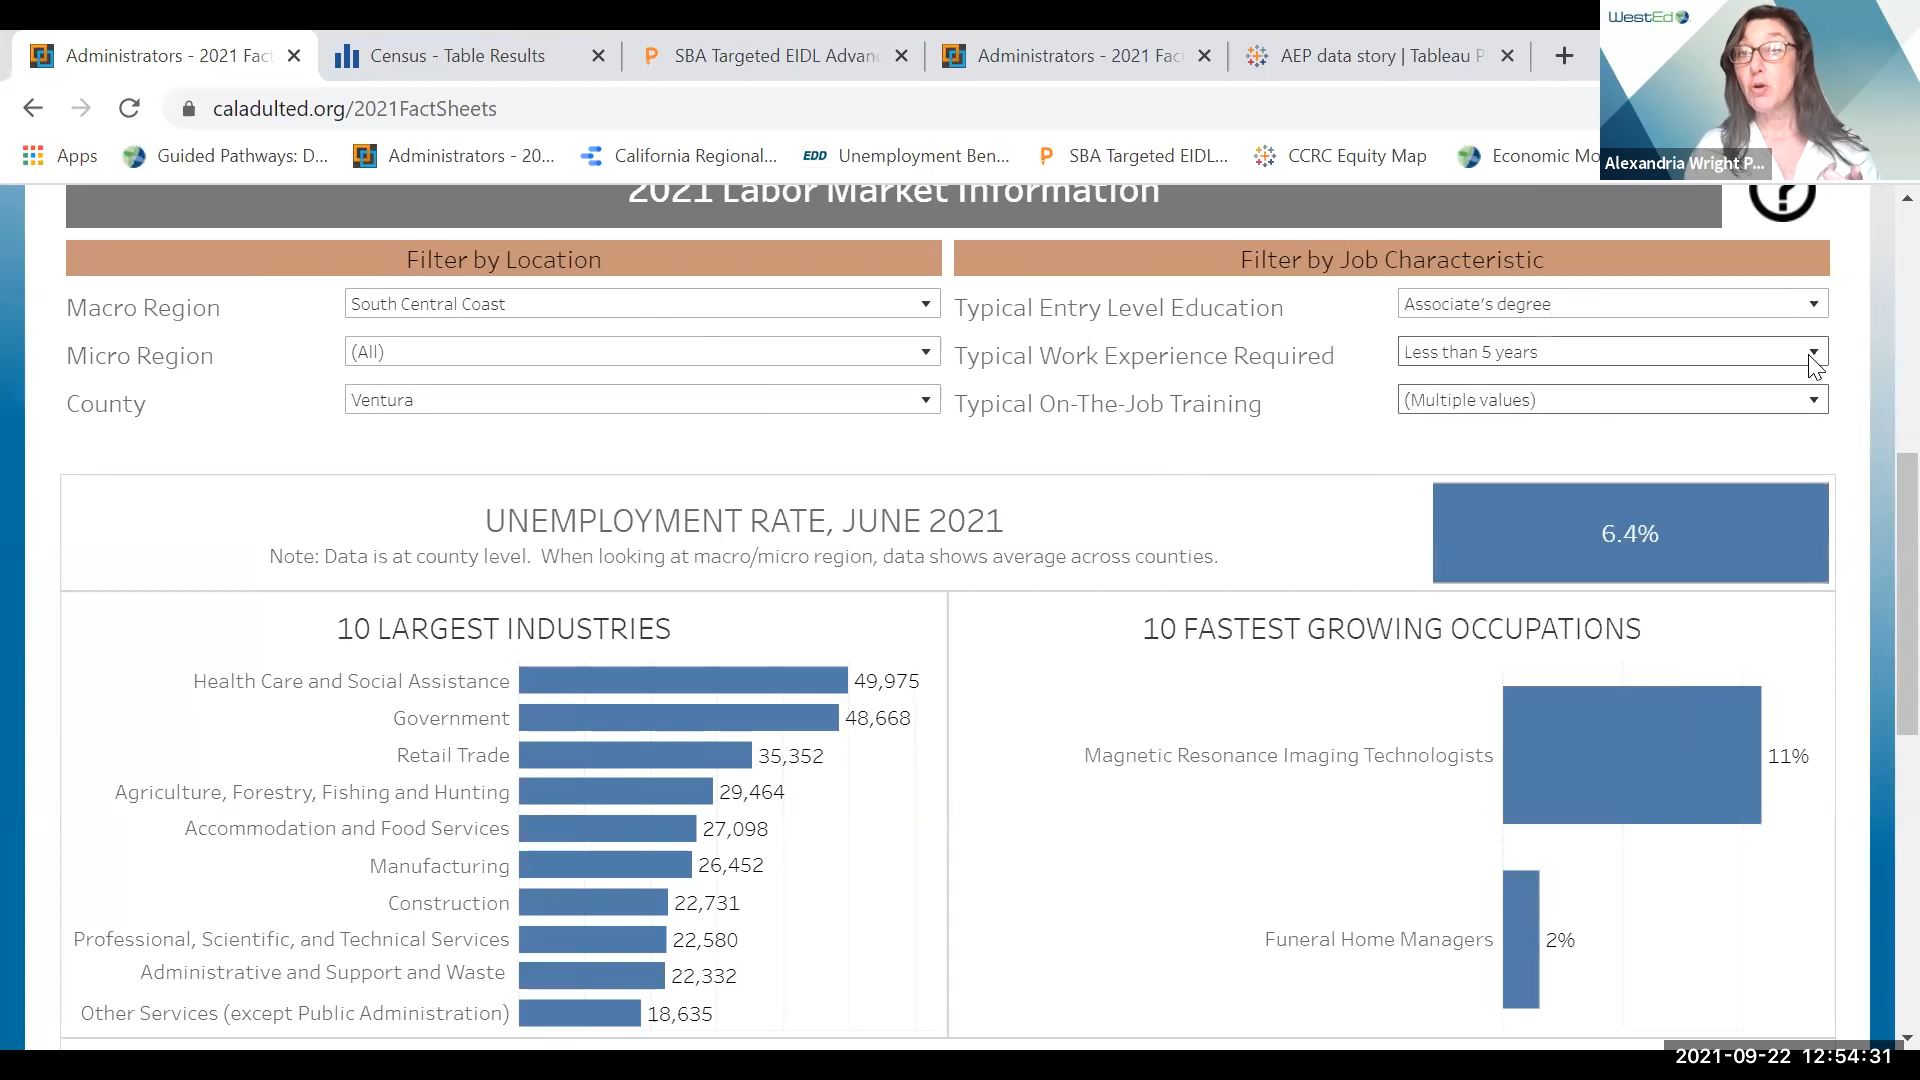 WestEd
Administrators - 2021 Fact
Census - Table Results
SBA Targeted EIDL Advanc
Administrators - 2021 Fac
AEP data story | Tableau P
caladulted.org/2021FactSheets
Apps
Guided Pathways: D...
Administrators - 20...
California Regional...
EDD
Unemployment Ben...
SBA Targeted EIDL...
CCRC Equity Map
Economic Mo
Alexandria Wright P...
2021 Labor Market Information
?
Filter by Location
Filter by Job Characteristic
Macro Region
South Central Coast
Typical Entry Level Education
Associate's degree
Micro Region
(All)
Typical Work Experience Required
Less than 5 years
County
Ventura
Typical On-The-Job Training
(Multiple values)
UNEMPLOYMENT RATE, JUNE 2021
Note: Data is at county level. When looking at macro/micro region, data shows average across counties.
6.4%
10 LARGEST INDUSTRIES
Health Care and Social Assistance 49,975
Government 48,668
Retail Trade 35,352
Agriculture, Forestry, Fishing and Hunting 29,464
Accommodation and Food Services 27,098
Manufacturing 26,452
Construction 22,731
Professional, Scientific, and Technical Services 22,580
Administrative and Support and Waste 22,332
Other Services (except Public Administration) 18,635
10 FASTEST GROWING OCCUPATIONS
Magnetic Resonance Imaging Technologists 11%
Funeral Home Managers 2%
2021-09-22 12:54:31